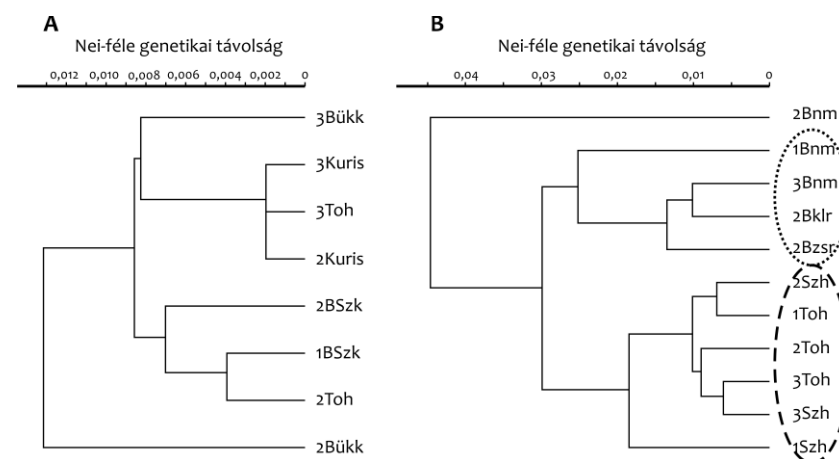 A
Nei-féle genetikai távolság
0,012 0,010 0,008 0,006 0,004 0,002 0
3Bükk
3Kuris
3Toh
2Kuris
2BSzk
1BSzk
2Toh
2Bükk
B
Nei-féle genetikai távolság
0,04 0,03 0,02 0,01 0
2Bnm
1Bnm
3Bnm
2Bklr
2Bzsr
2Szh
1Toh
2Toh
3Toh
3Szh
1Szh